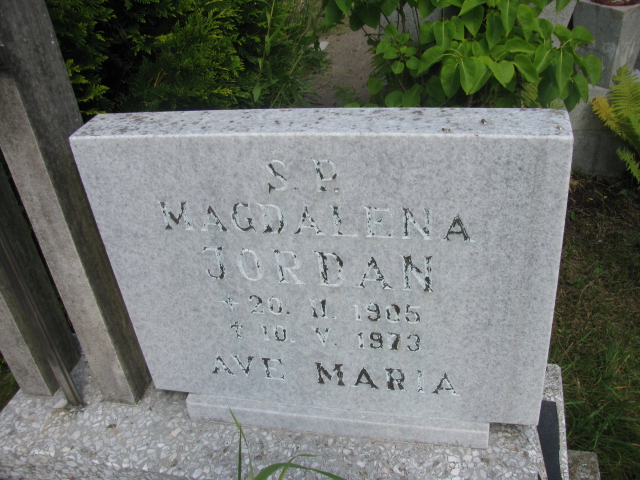 S.P.
MAGDALENA
JORDAN
+ 20. II. 1905
‡ 10. V. 1973
AVE MARIA